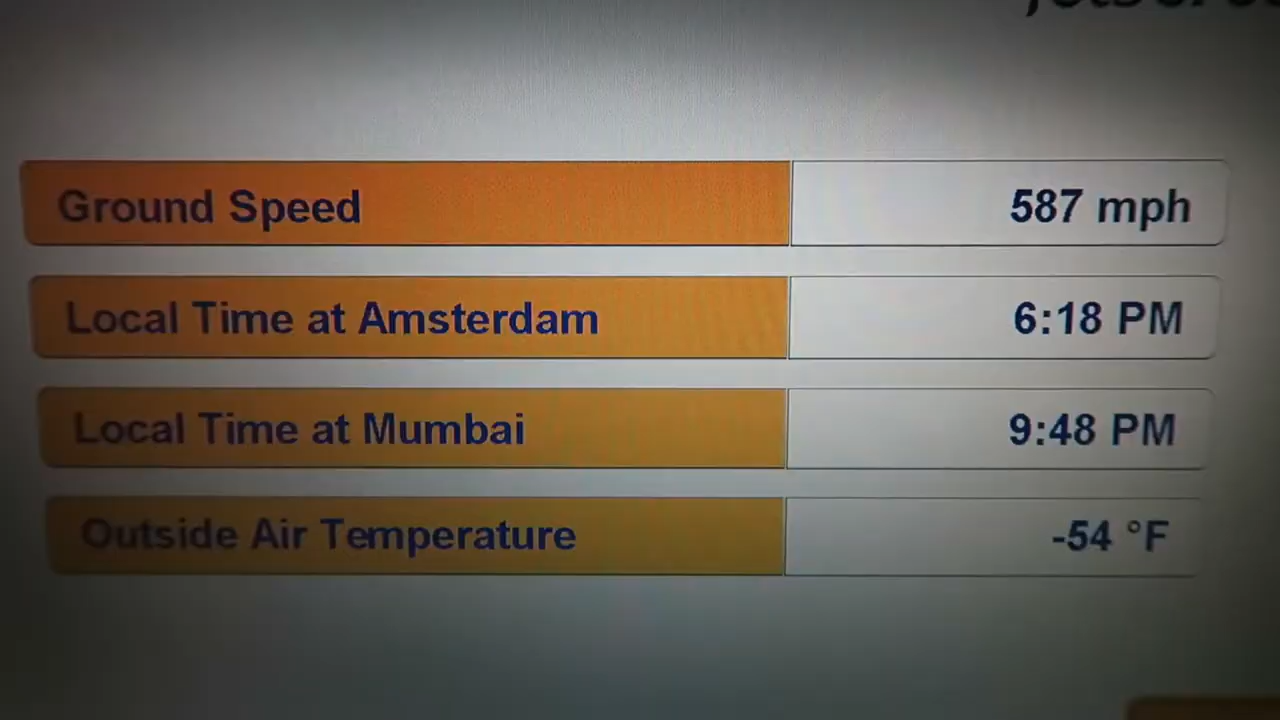 Ground Speed 587 mph
Local Time at Amsterdam 6:18 PM
Local Time at Mumbai 9:48 PM
Outside Air Temperature -54 °F